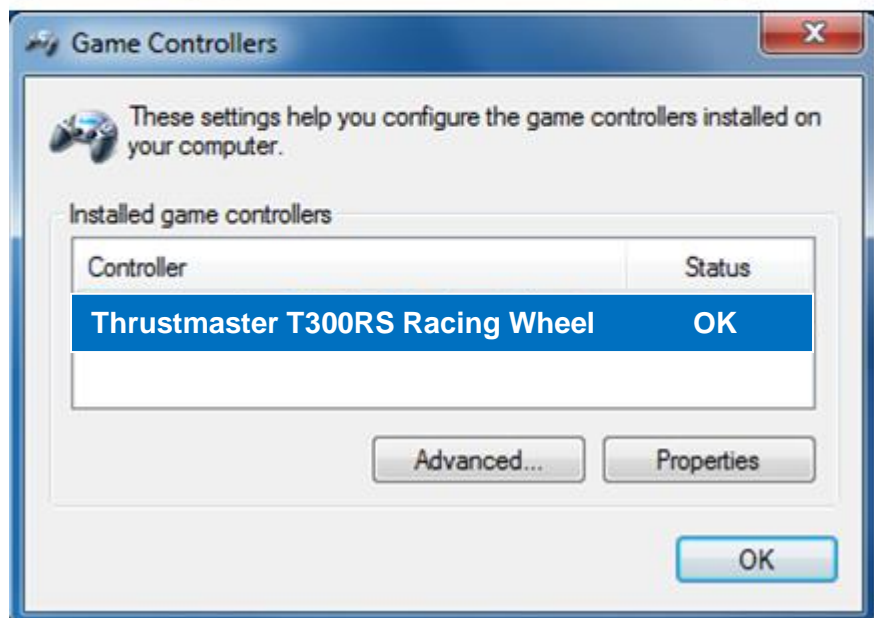 Game Controllers
These settings help you configure the game controllers installed on
your computer.
Installed game controllers
Controller Status
Thrustmaster T300RS Racing Wheel OK
Advanced... Properties
OK